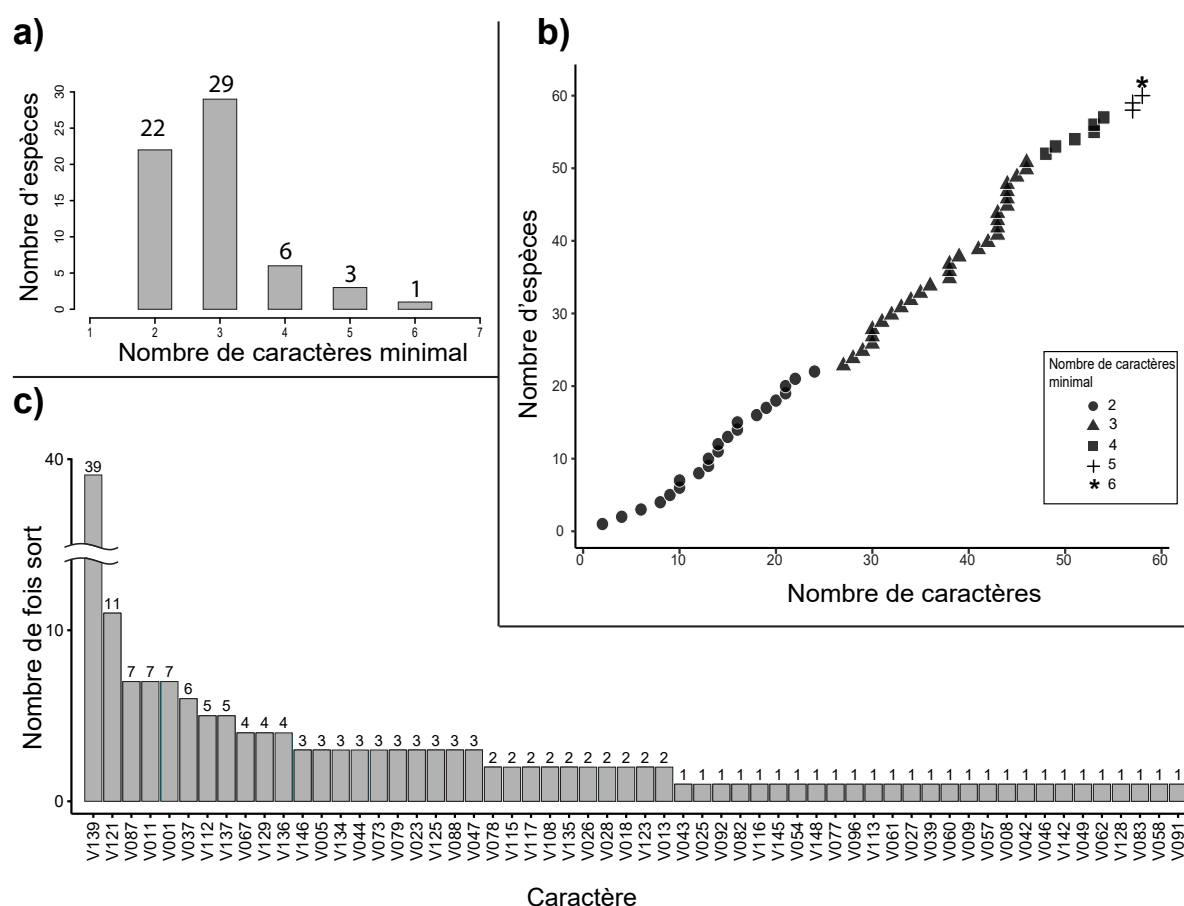 a)
Nombre d'espèces
0 5 10 15 20 25 30
22 29 6 3 1
1 2 3 4 5 6 7
Nombre de caractères minimal
b)
Nombre d'espèces
60
50
40
30
20
10
0
0 10 20 30 40 50 60
Nombre de caractères
Nombre de caractères
minimal
2
3
4
5
6
c)
Nombre de fois sort
40
10
0
39 11 7 7 7 6 5 5 4 4 4 3 3 3 3 3 3 3 3 3 3 2 2 2 2 2 2 2 2 2 2 1 1 1 1 1 1 1 1 1 1 1 1 1 1 1 1 1 1 1 1 1 1 1 1 1 1 1
V139 V121 V087 V011 V001 V037 V112 V137 V067 V129 V136 V146 V005 V134 V044 V073 V079 V023 V125 V088 V047 V078 V115 V117 V108 V135 V026 V028 V018 V123 V013 V043 V025 V092 V082 V116 V145 V054 V148 V077 V096 V113 V061 V027 V039 V060 V009 V057 V008 V042 V046 V142 V049 V062 V128 V083 V058 V091
Caractère